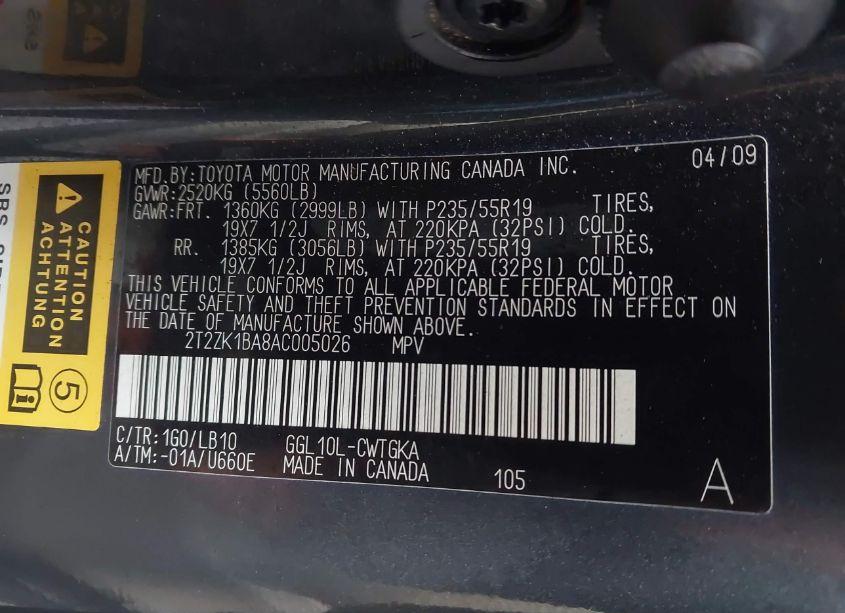 MFD.BY:TOYOTA MOTOR MANUFACTURING CANADA INC. 04/09
GVWR:2520KG (5560LB)
GAWR:FRT. 1360KG (2999LB) WITH P235/55R19 TIRES,
19X7 1/2J RIMS, AT 220KPA (32PSI) COLD.
RR. 1385KG (3056LB) WITH P235/55R19 TIRES,
19X7 1/2J RIMS, AT 220KPA (32PSI) COLD.
THIS VEHICLE CONFORMS TO ALL APPLICABLE FEDERAL MOTOR
VEHICLE SAFETY AND THEFT PREVENTION STANDARDS IN EFFECT ON
THE DATE OF MANUFACTURE SHOWN ABOVE.
2T2ZK1BA8AC005026 MPV
C/TR:1G0/LB10 GGL10L-CWTGKA
A/TM:-01A/U660E MADE IN CANADA 105 A
CAUTION
ATTENTION
ACHTUNG
5
i